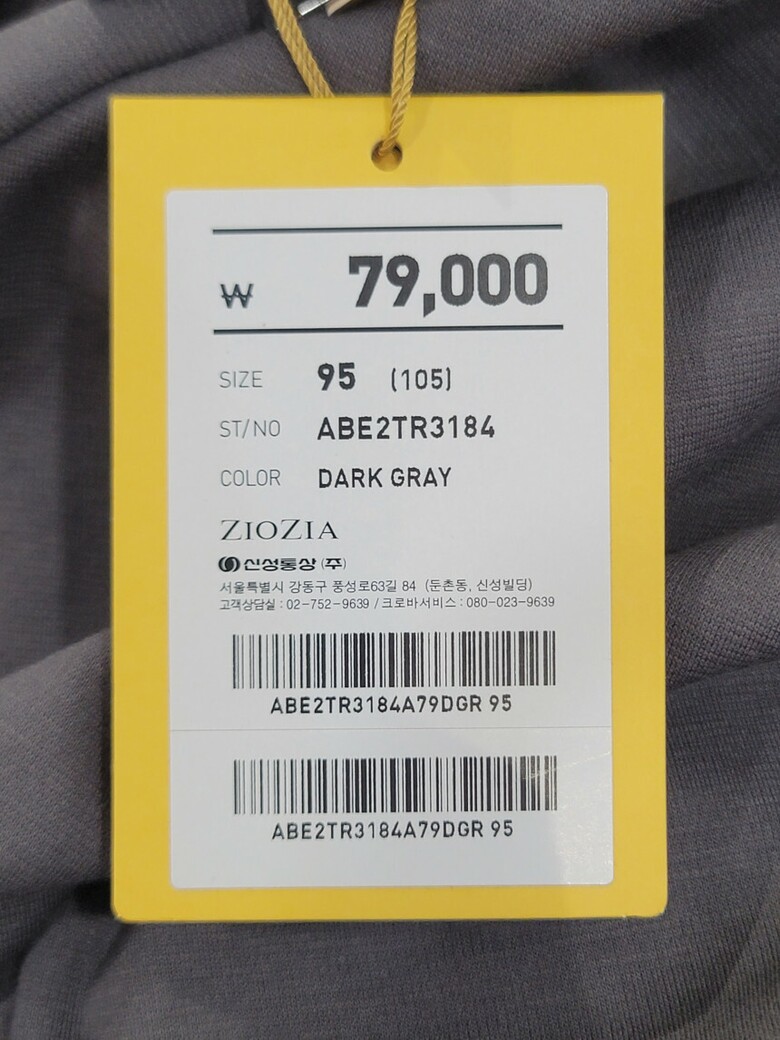 ₩ 79,000
SIZE 95 (105)
ST/NO ABE2TR3184
COLOR DARK GRAY
ZIOZIA
신성통상(주)
서울특별시 강동구 풍성로63길 84 (둔촌동, 신성빌딩)
고객상담실 : 02-752-9639 / 크로바서비스 : 080-023-9639
ABE2TR3184A79DGR 95
ABE2TR3184A79DGR 95